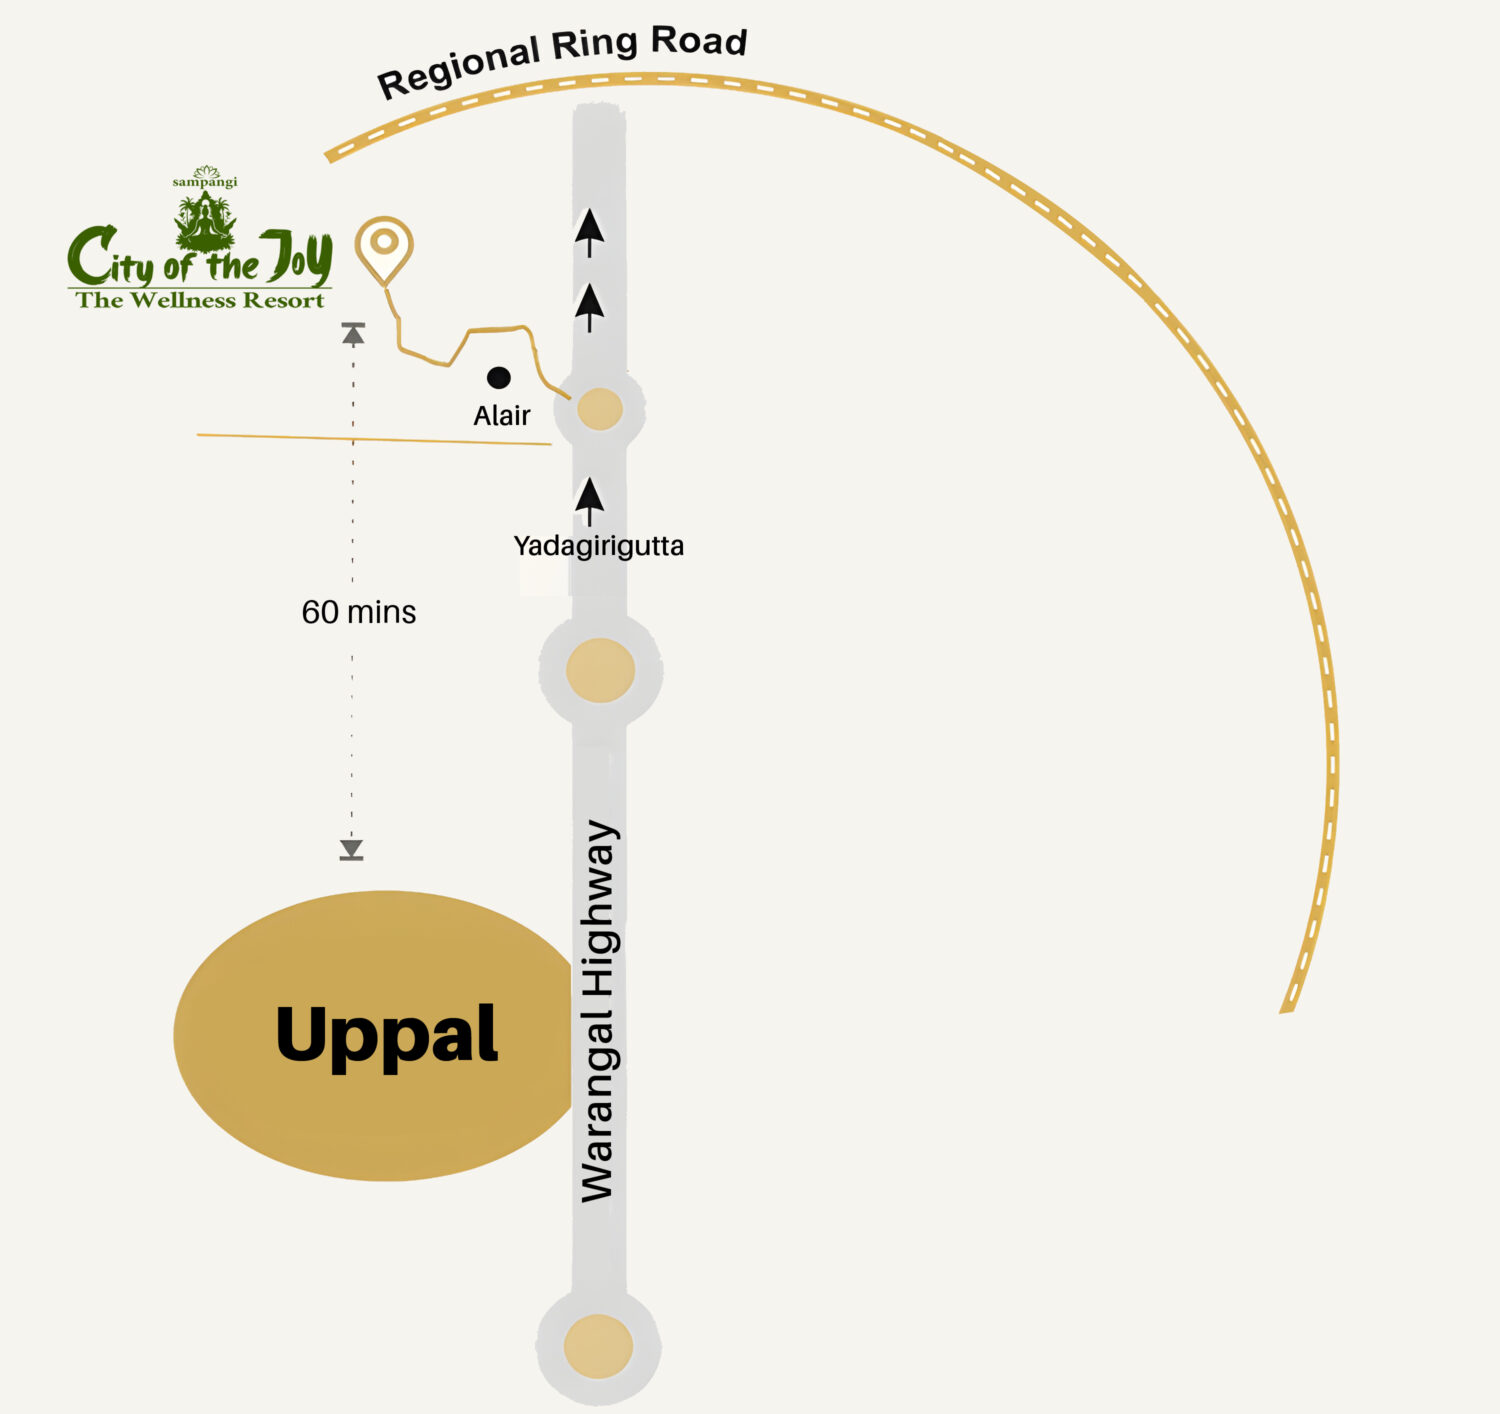 Regional Ring Road
sampangi
City of the Joy
The Wellness Resort
Alair
Yadagirigutta
60 mins
Warangal Highway
Uppal